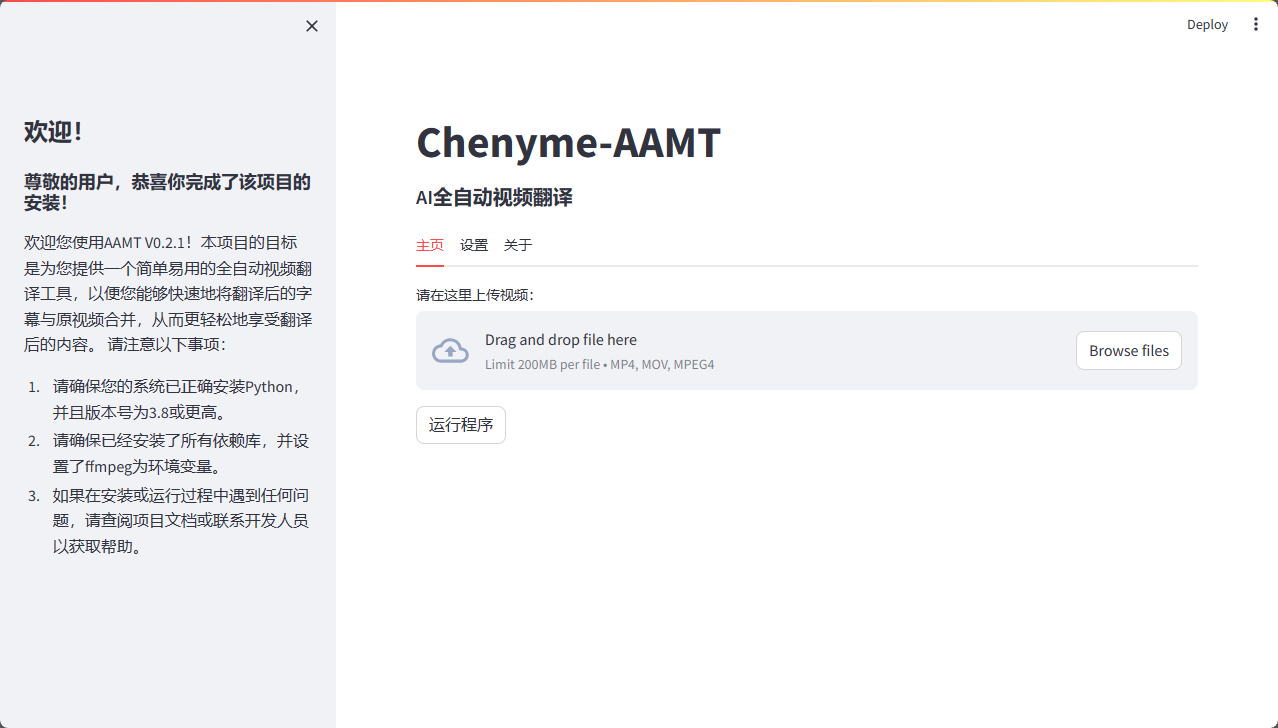 欢迎！
尊敬的用户，恭喜你完成了该项目的
安装！
欢迎您使用AAMT V0.2.1！本项目的目标
是为您提供一个简单易用的全自动视频翻
译工具，以便您能够快速地将翻译后的字
幕与原视频合并，从而更轻松地享受翻译
后的内容。 请注意以下事项：
1. 请确保您的系统已正确安装Python，
并且版本号为3.8或更高。
2. 请确保已经安装了所有依赖库，并设
置了ffmpeg为环境变量。
3. 如果在安装或运行过程中遇到任何问
题，请查阅项目文档或联系开发人员
以获取帮助。
Deploy
Chenyme-AAMT
AI全自动视频翻译
主页 设置 关于
请在这里上传视频：
Drag and drop file here
Limit 200MB per file • MP4, MOV, MPEG4
Browse files
运行程序